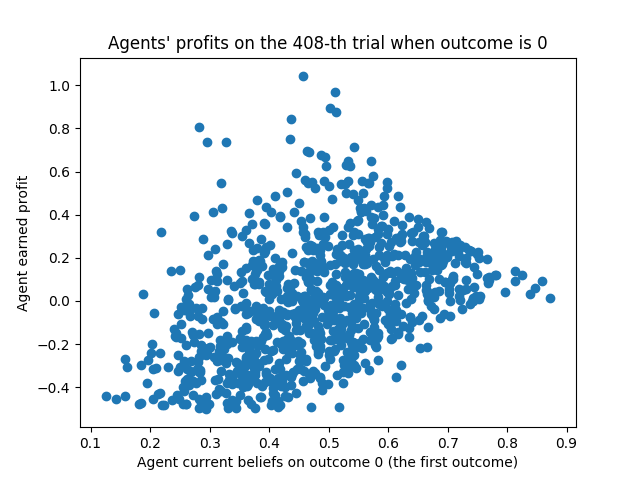 Agents' profits on the 408-th trial when outcome is 0
1.0
0.8
0.6
0.4
0.2
0.0
−0.2
−0.4
Agent earned profit
0.1 0.2 0.3 0.4 0.5 0.6 0.7 0.8 0.9
Agent current beliefs on outcome 0 (the first outcome)